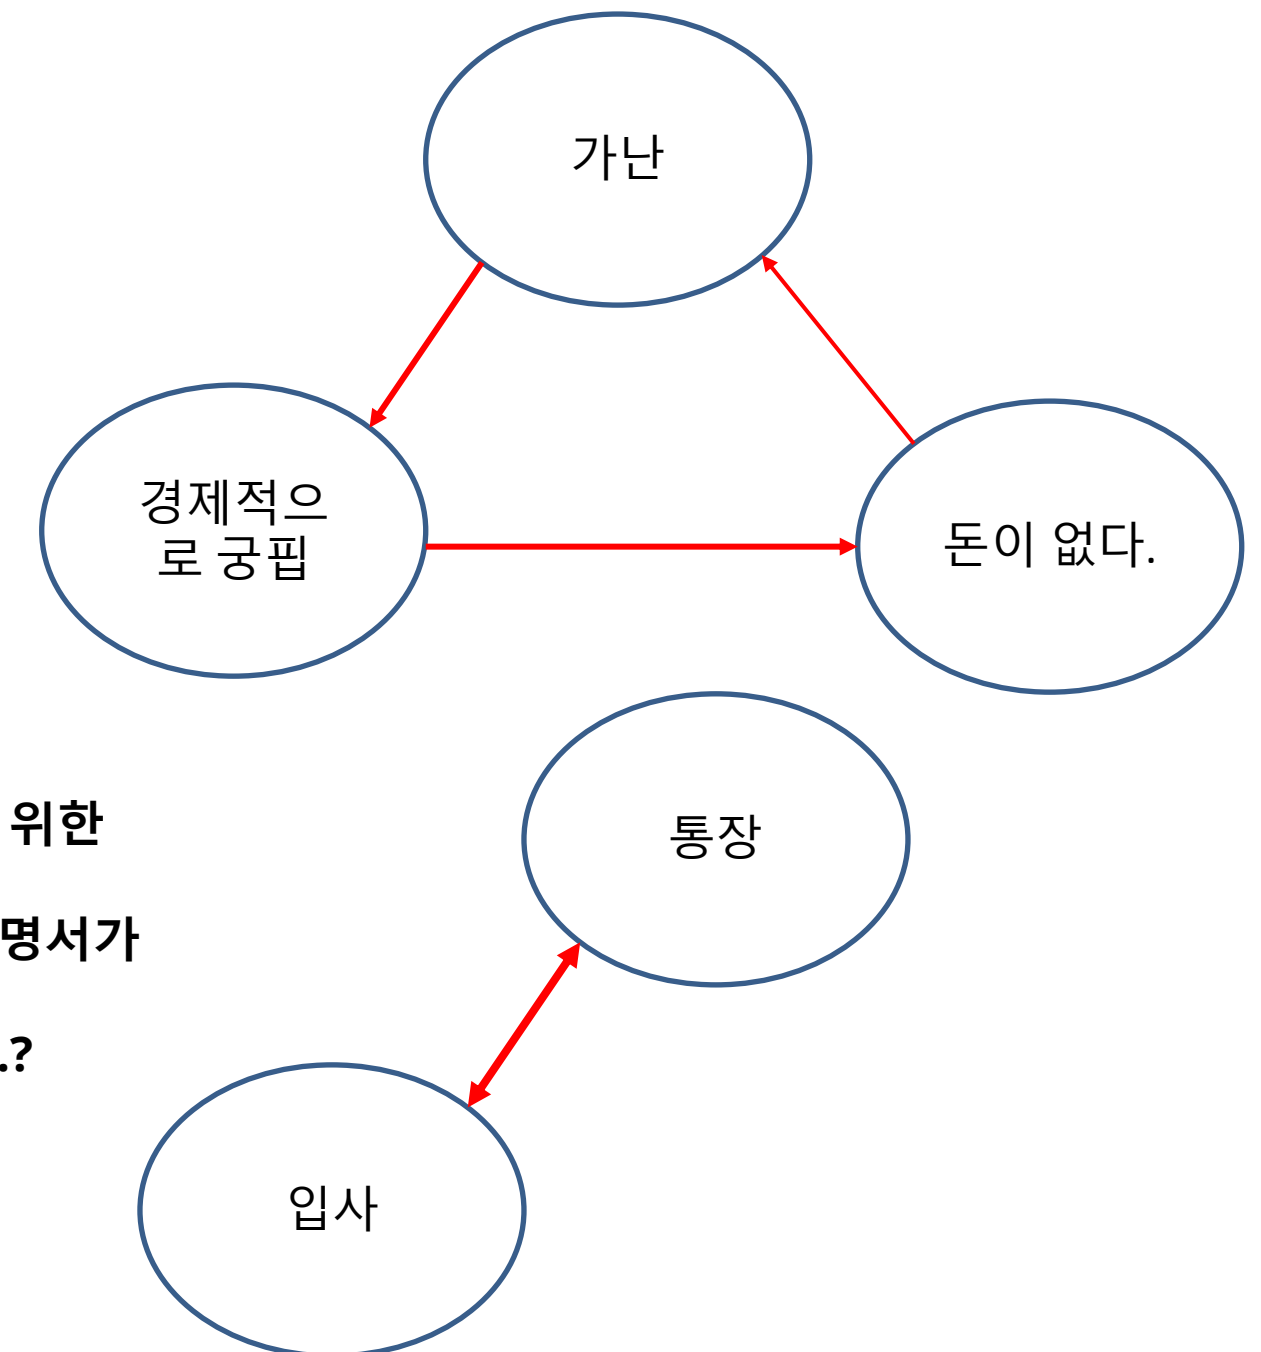 가난
경제적으
로 궁핍
돈이 없다.
위한
통장
명서가
.?
입사